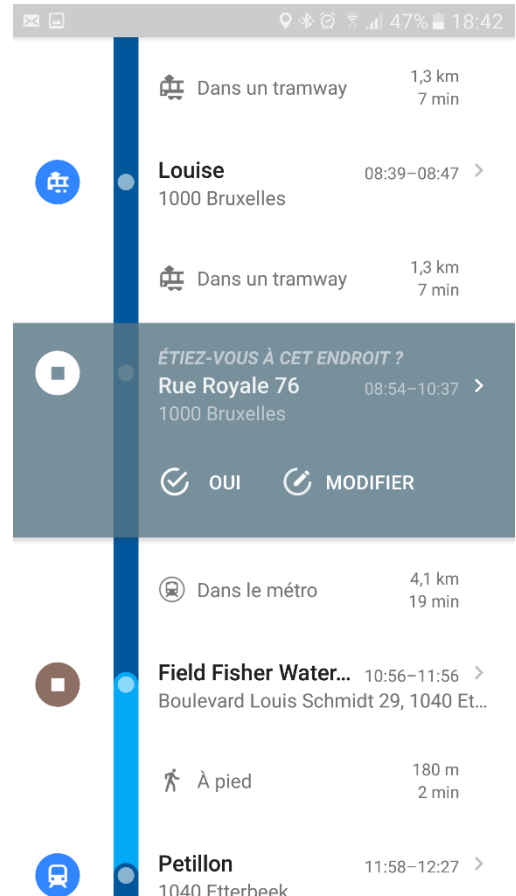 47% 18:42
Dans un tramway 1,3 km
7 min
Louise 08:39–08:47
1000 Bruxelles
Dans un tramway 1,3 km
7 min
ÉTIEZ-VOUS À CET ENDROIT ?
Rue Royale 76 08:54–10:37
1000 Bruxelles
OUI MODIFIER
Dans le métro 4,1 km
19 min
Field Fisher Water... 10:56–11:56
Boulevard Louis Schmidt 29, 1040 Et...
À pied 180 m
2 min
Petillon 11:58–12:27
1040 Etterbeek